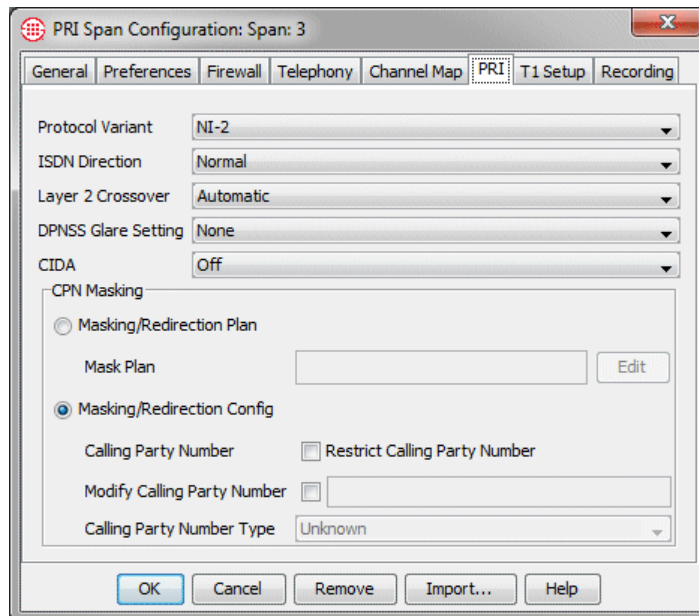 PRI Span Configuration: Span: 3
General Preferences Firewall Telephony Channel Map PRI T1 Setup Recording
Protocol Variant NI-2
ISDN Direction Normal
Layer 2 Crossover Automatic
DPNSS Glare Setting None
CIDA Off
CPN Masking
Masking/Redirection Plan
Mask Plan Edit
Masking/Redirection Config
Calling Party Number Restrict Calling Party Number
Modify Calling Party Number
Calling Party Number Type Unknown
OK Cancel Remove Import... Help